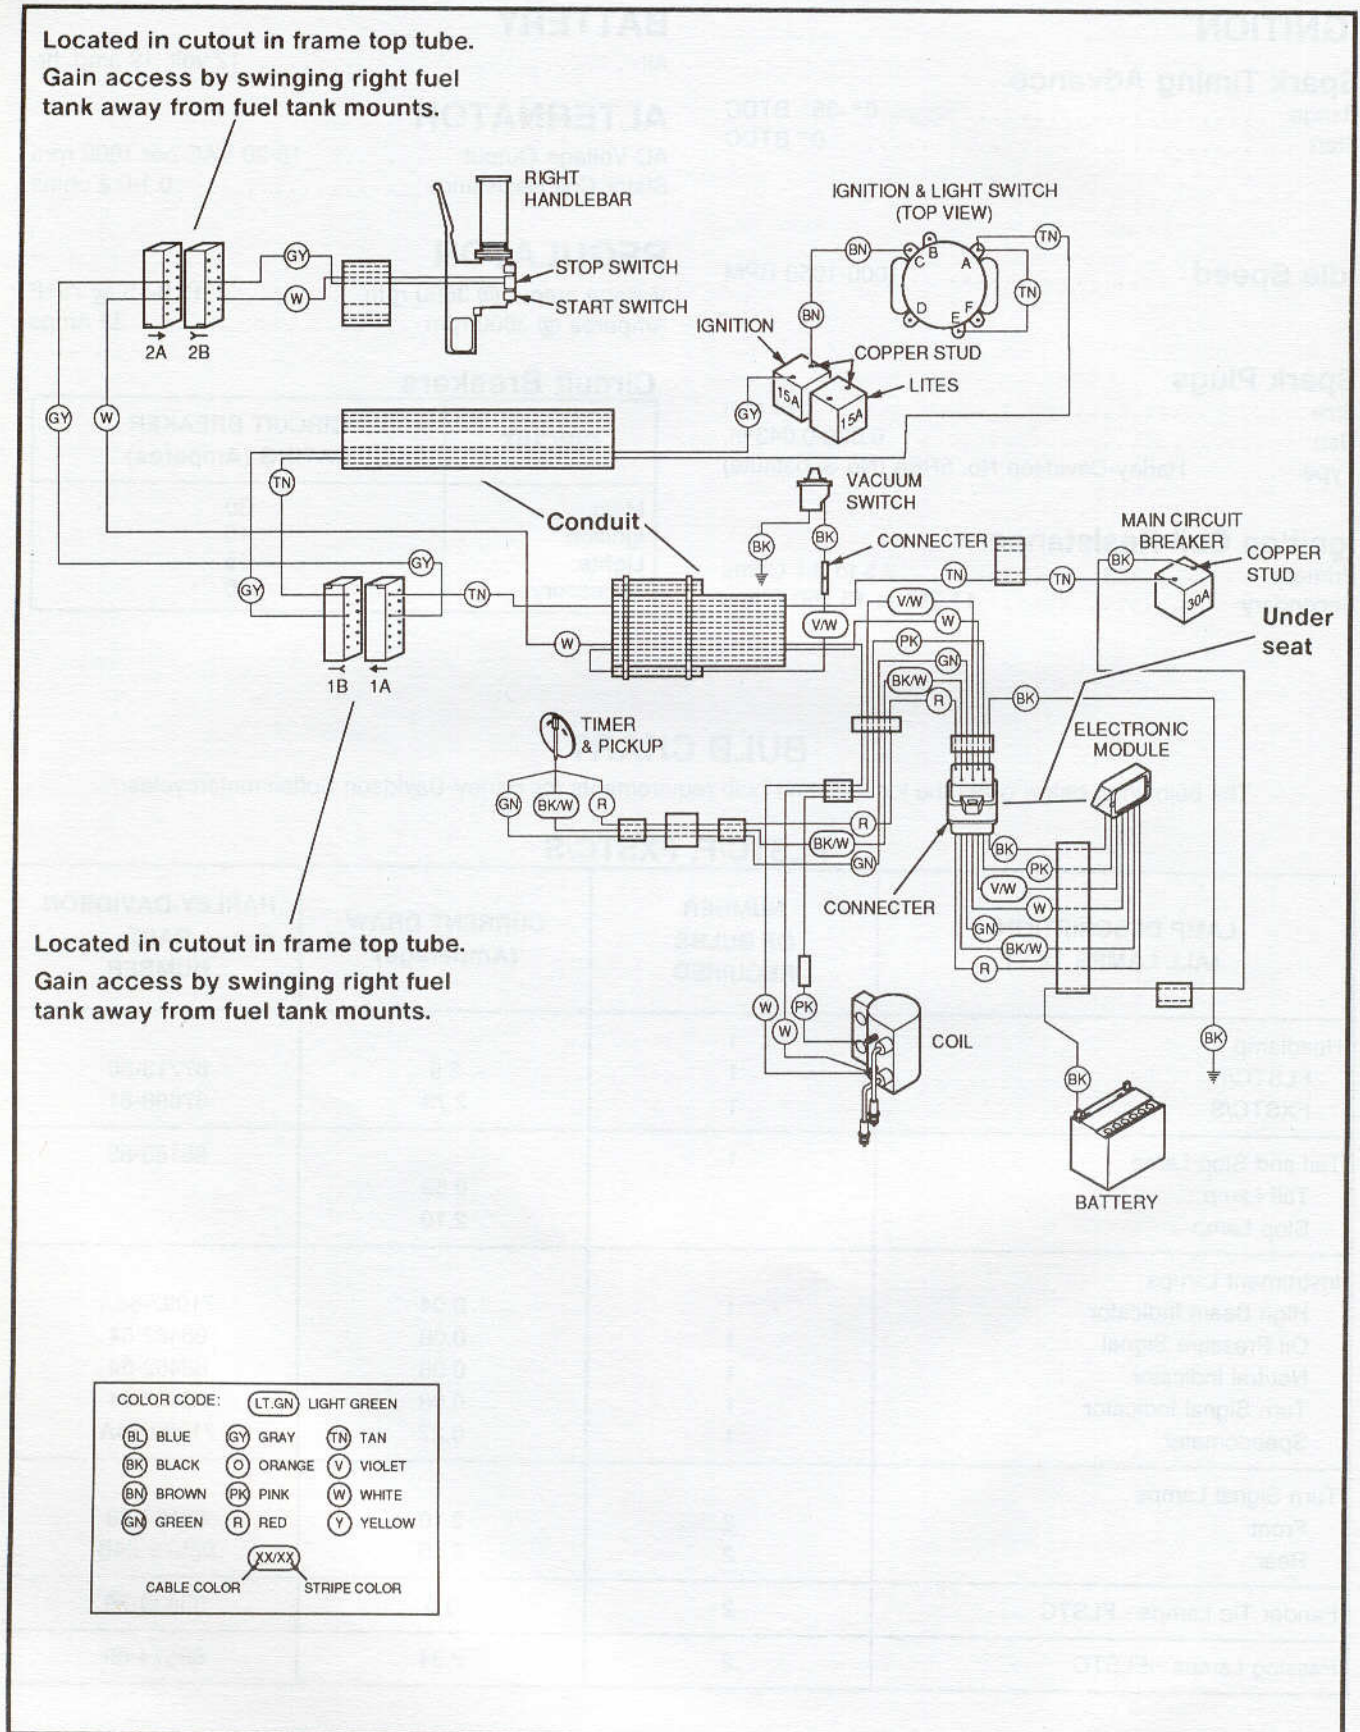 Located in cutout in frame top tube.
Gain access by swinging right fuel
tank away from fuel tank mounts.
RIGHT
HANDLEBAR
STOP SWITCH
START SWITCH
2A 2B
GY
W
GY
W
IGNITION & LIGHT SWITCH
(TOP VIEW)
BN
BN
C
B
A
D
F
E
TN
TN
IGNITION
COPPER STUD
LITES
15A
15A
GY
TN
Conduit
VACUUM
SWITCH
BK
BK
CONNECTER
V/W
MAIN CIRCUIT
BREAKER
COPPER
STUD
30A
BK
TN
TN
Under
seat
GY
GY
TN
1B 1A
W
V/W
W
PK
GN
BK/W
R
BK
TIMER
& PICKUP
GN
BK/W
R
R
BK/W
GN
ELECTRONIC
MODULE
CONNECTER
BK
PK
V/W
W
GN
BK/W
R
Located in cutout in frame top tube.
Gain access by swinging right fuel
tank away from fuel tank mounts.
W
W
PK
COIL
BK
BK
BATTERY
COLOR CODE: LT.GN LIGHT GREEN
BL BLUE GY GRAY TN TAN
BK BLACK O ORANGE V VIOLET
BN BROWN PK PINK W WHITE
GN GREEN R RED Y YELLOW
XX/XX
CABLE COLOR STRIPE COLOR